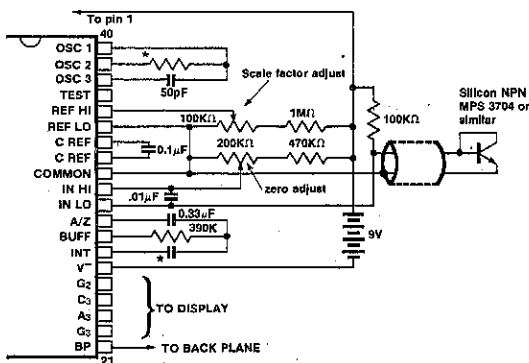 To pin 1
40
OSC 1
OSC 2
*
OSC 3
50pF
TEST
Scale factor adjust
REF HI
100KΩ
1MΩ
REF LO
C REF
0.1µF
200KΩ
470KΩ
C REF
COMMON
zero adjust
IN HI
.01µF
IN LO
0.33µF
A/Z
390K
BUFF
INT
*
V⁻
G₂
C₃
A₃
G₃
TO DISPLAY
BP
TO BACK PLANE
21
100KΩ
9V
Silicon NPN
MPS 3704 or
similar